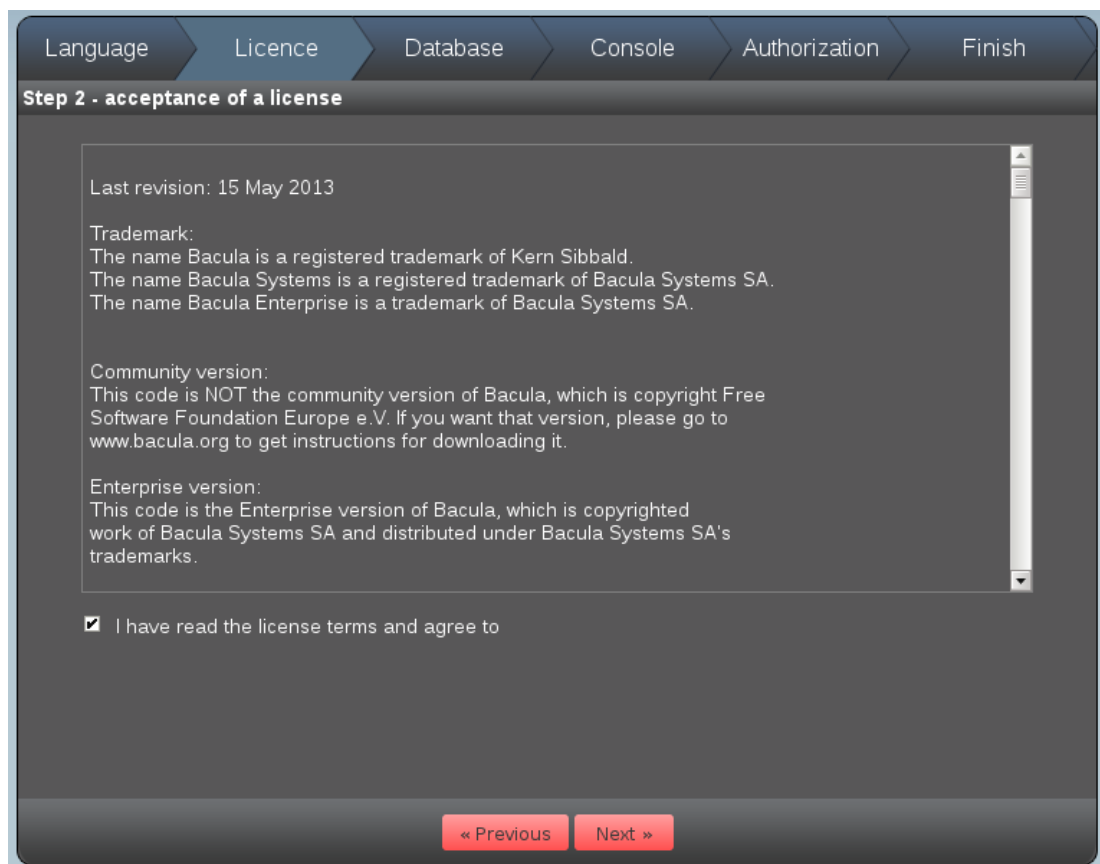 Language Licence Database Console Authorization Finish
Step 2 - acceptance of a license
Last revision: 15 May 2013
Trademark:
The name Bacula is a registered trademark of Kern Sibbald.
The name Bacula Systems is a registered trademark of Bacula Systems SA.
The name Bacula Enterprise is a trademark of Bacula Systems SA.
Community version:
This code is NOT the community version of Bacula, which is copyright Free
Software Foundation Europe e.V. If you want that version, please go to
www.bacula.org to get instructions for downloading it.
Enterprise version:
This code is the Enterprise version of Bacula, which is copyrighted
work of Bacula Systems SA and distributed under Bacula Systems SA's
trademarks.
I have read the license terms and agree to
« Previous Next »